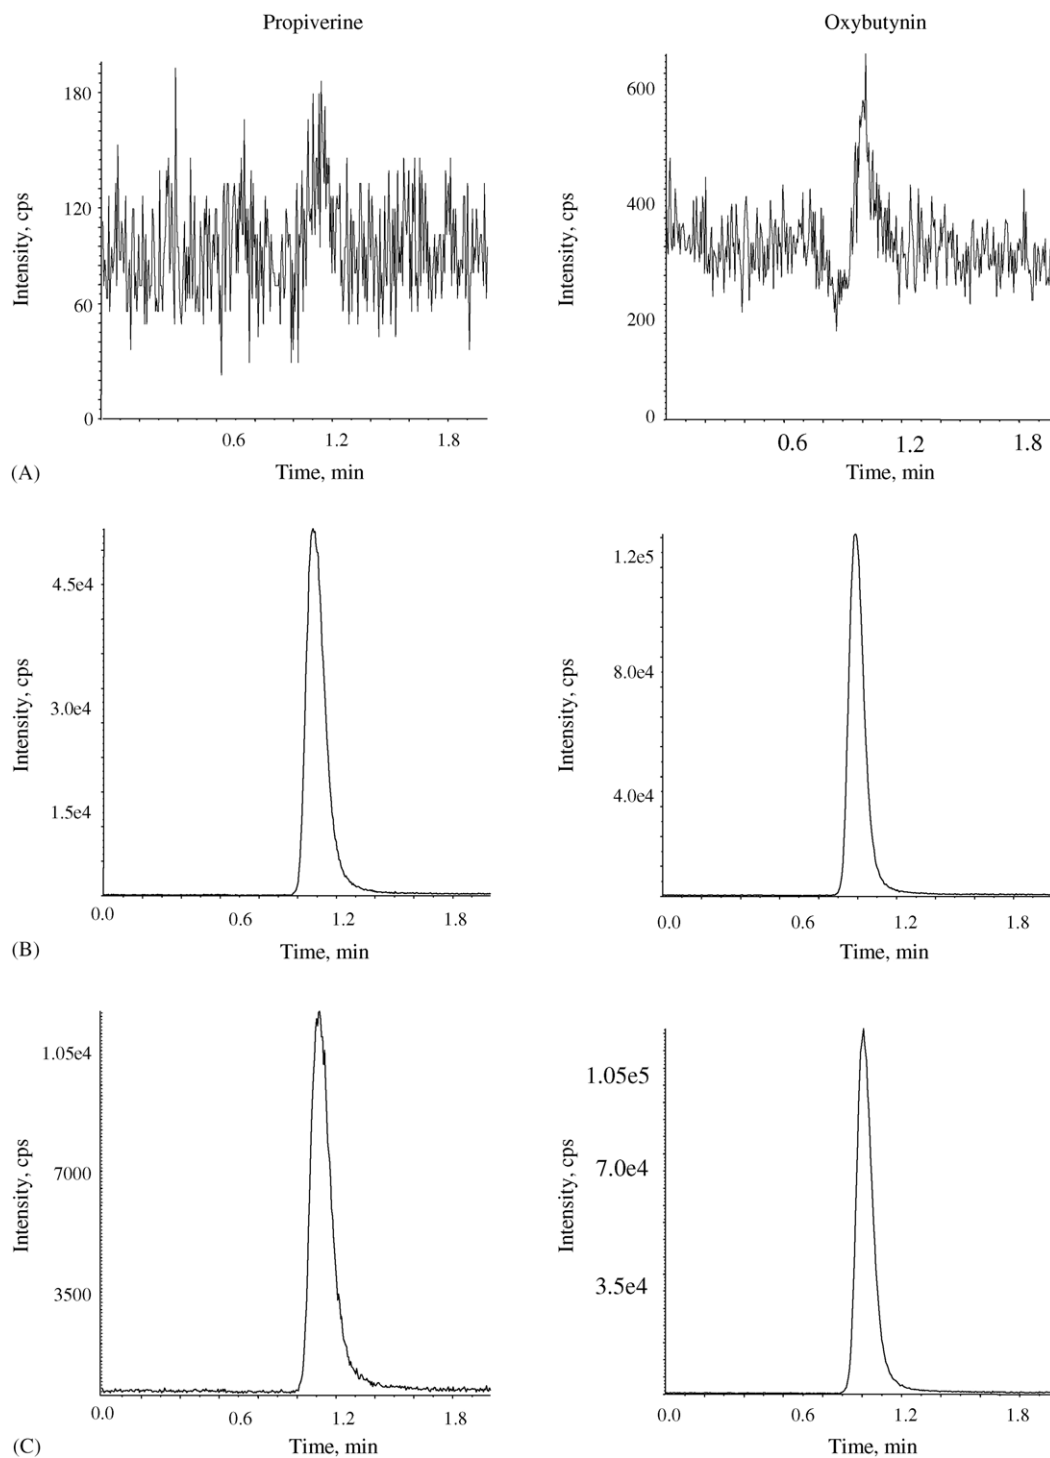 Propiverine
Oxybutynin
180
120
60
0
Intensity, cps
0.6 1.2 1.8
Time, min
600
400
200
0
Intensity, cps
0.6 1.2 1.8
Time, min
(A)
4.5e4
3.0e4
1.5e4
Intensity, cps
0.0 0.6 1.2 1.8
Time, min
1.2e5
8.0e4
4.0e4
Intensity, cps
0.0 0.6 1.2 1.8
Time, min
(B)
1.05e4
7000
3500
Intensity, cps
0.0 0.6 1.2 1.8
Time, min
1.05e5
7.0e4
3.5e4
Intensity, cps
0.0 0.6 1.2 1.8
Time, min
(C)